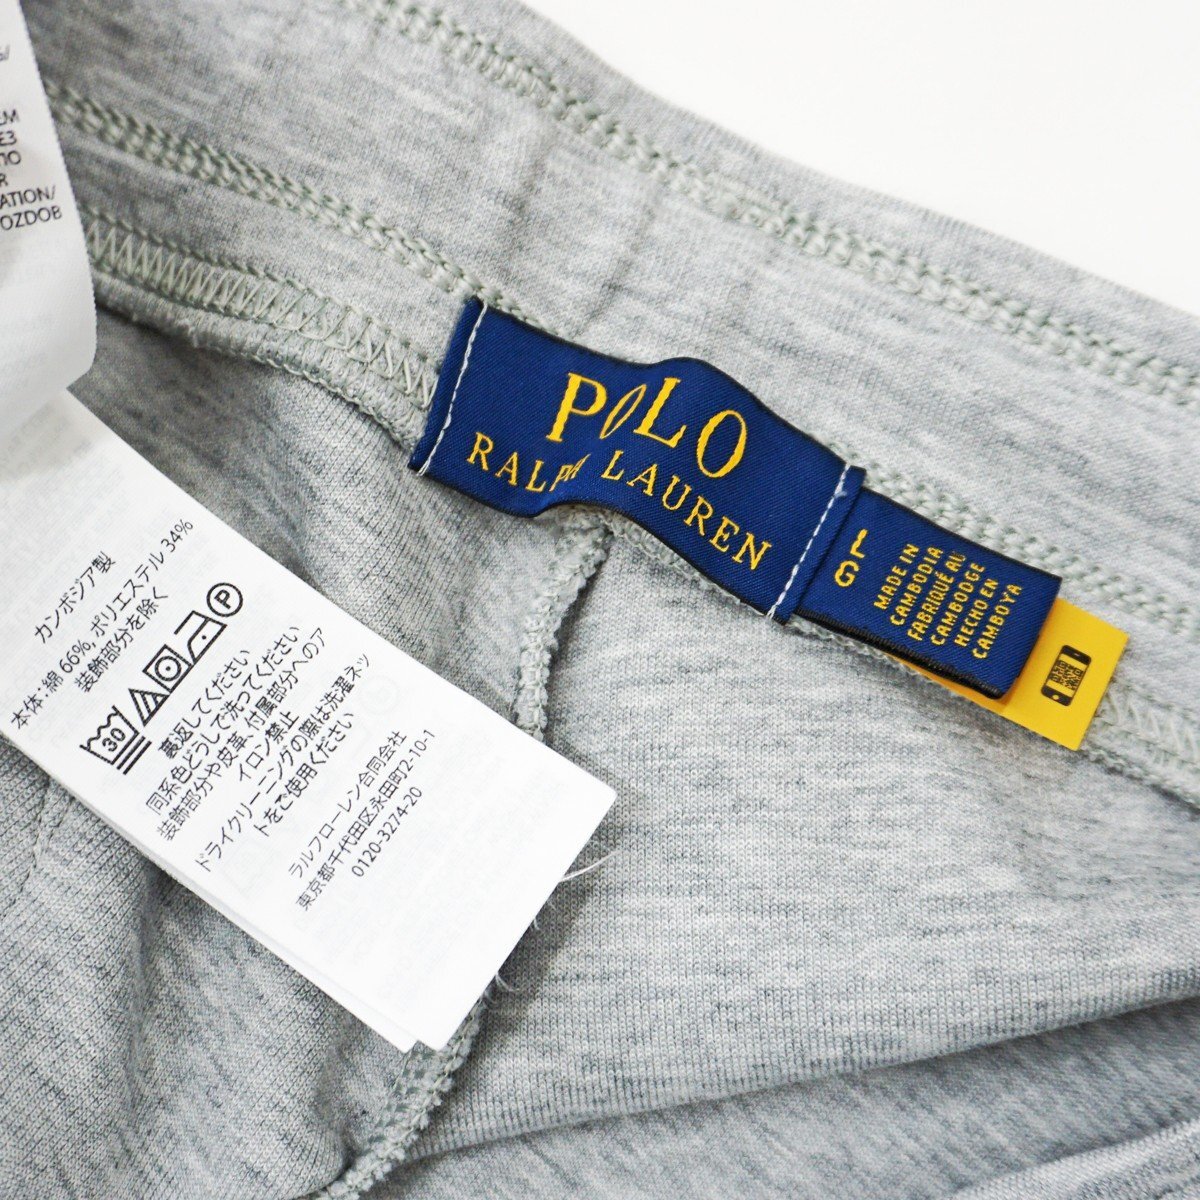 ATION/
OZDOB
POLO
RALPH LAUREN
LG
MADE IN
CAMBODIA
FABRIQUÉ AU
CAMBODGE
HECHO EN
CAMBOYA
カンボジア製
本体: 綿 66%, ポリエステル 34%
装飾部分を除く
30
P
裏返してください
同系色どうしで洗ってください
装飾部分や皮革、付属部分へのア
イロン禁止
ドライクリーニングの際は洗濯ネッ
トをご使用ください
ラルフローレン合同会社
東京都千代田区永田町2-10-1
0120-3274-20